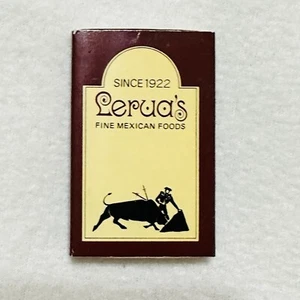 SINCE 1922
Lerua's
FINE MEXICAN FOODS